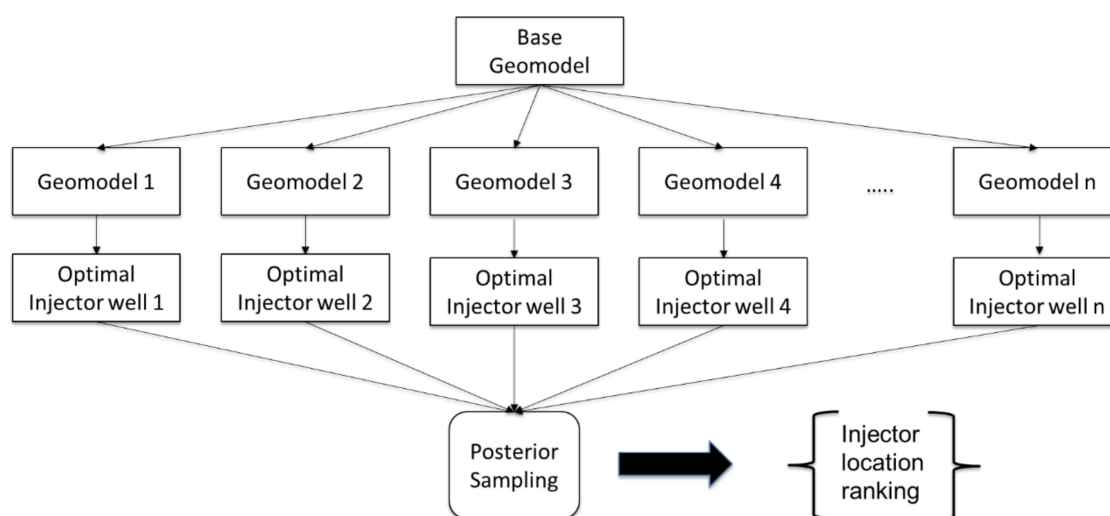 Base
Geomodel
Geomodel 1
Geomodel 2
Geomodel 3
Geomodel 4
.....
Geomodel n
Optimal
Injector well 1
Optimal
Injector well 2
Optimal
Injector well 3
Optimal
Injector well 4
Optimal
Injector well n
Posterior
Sampling
Injector
location
ranking